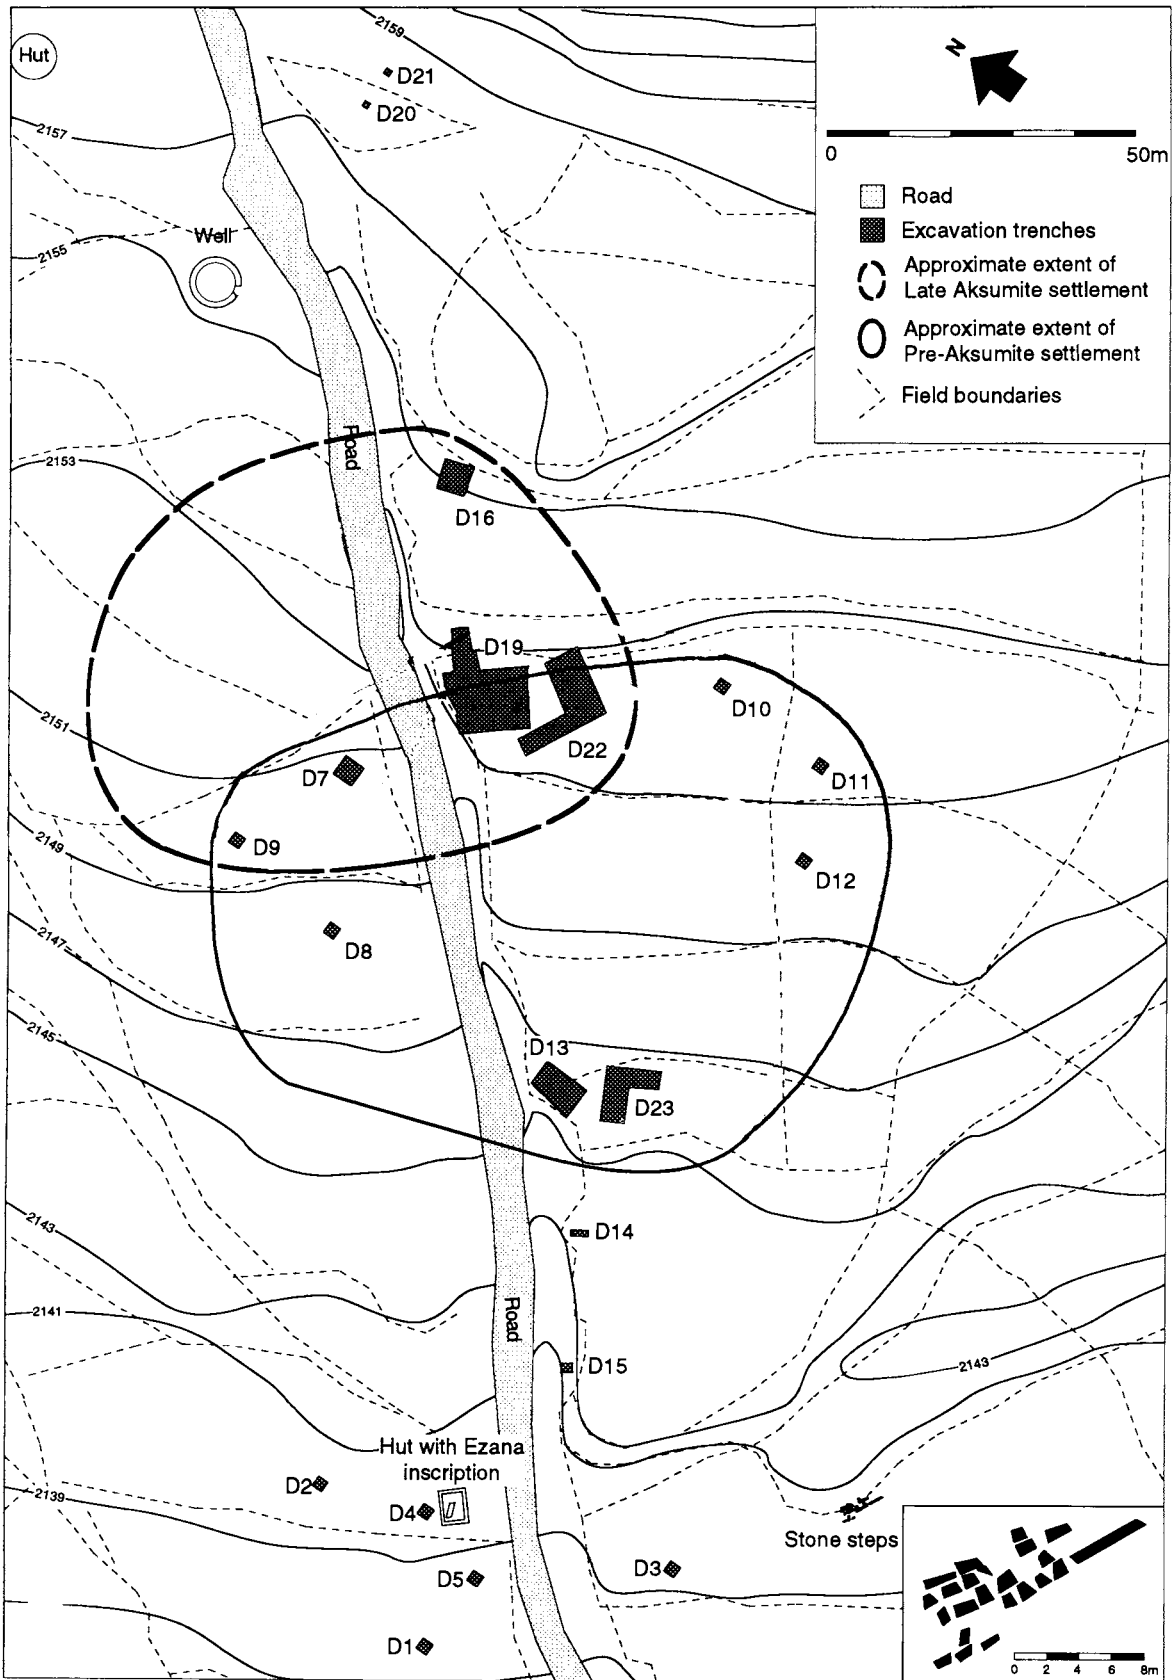 Hut
2159
D21
D20
N
0
50m
2157
Road
Excavation trenches
Approximate extent of
Late Aksumite settlement
Approximate extent of
Pre-Aksumite settlement
Field boundaries
Well
2155
Road
2153
D16
D19
D10
2151
D22
D7
D11
2149
D9
D12
D8
2147
2145
D13
D23
2143
D14
2141
Road
D15
2143
Hut with Ezana
inscription
D2
2139
D4
Stone steps
D5
D3
D1
0 2 4 6 8m